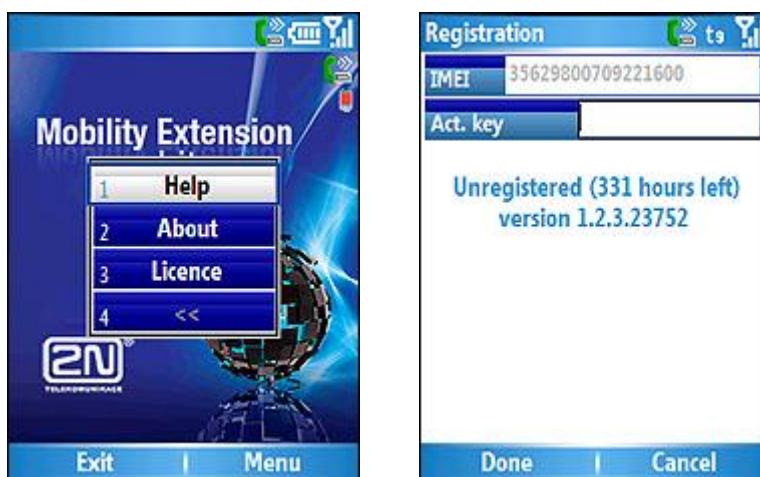 Mobility Extension
1 Help
2 About
3 Licence
4 <<
2N®
TELEKOMUNIKACE
Exit Menu
Registration t9
IMEI 35629800709221600
Act. key
Unregistered (331 hours left)
version 1.2.3.23752
Done Cancel